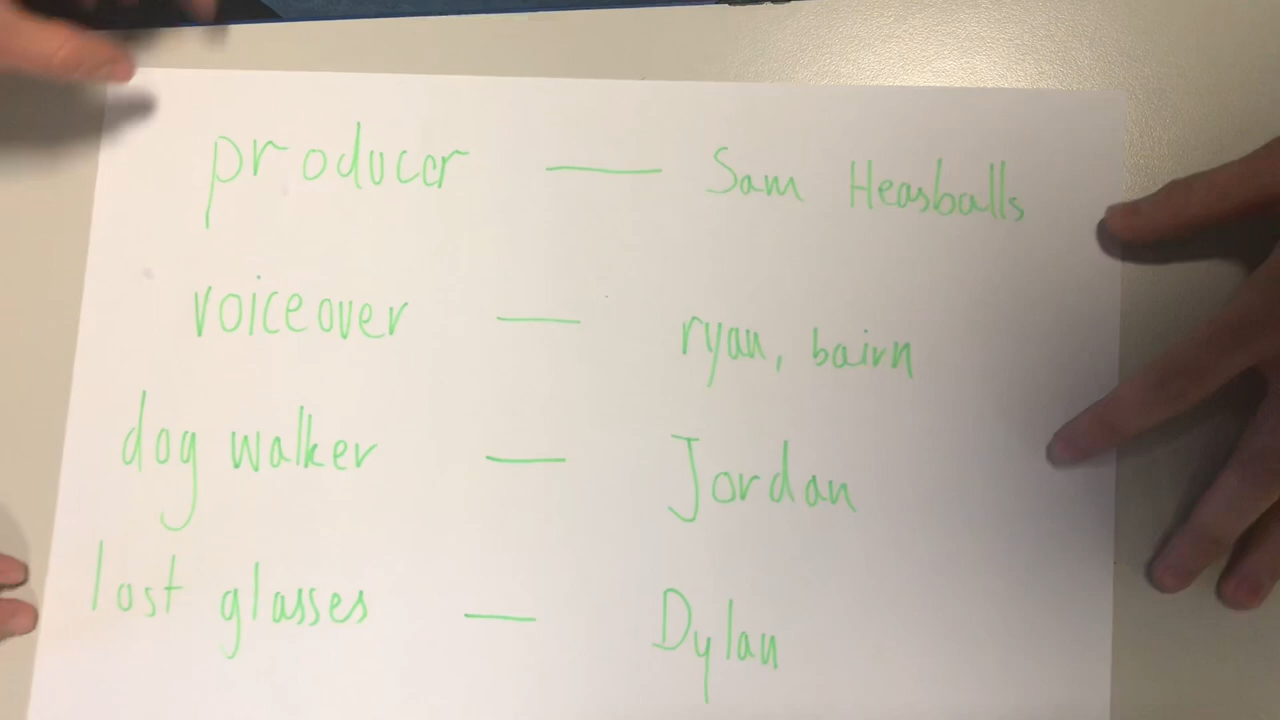 producer — Sam Heasballs
voiceover — ryan, bairn
dog walker — Jordan
lost glasses — Dylan